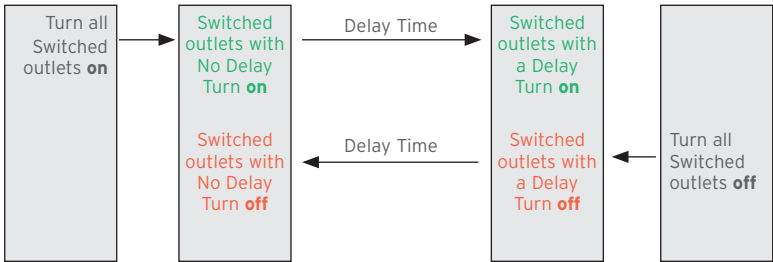 Turn all
Switched
outlets on
Switched
outlets with
No Delay
Turn on
Delay Time
Switched
outlets with
a Delay
Turn on
Switched
outlets with
No Delay
Turn off
Delay Time
Switched
outlets with
a Delay
Turn off
Turn all
Switched
outlets off